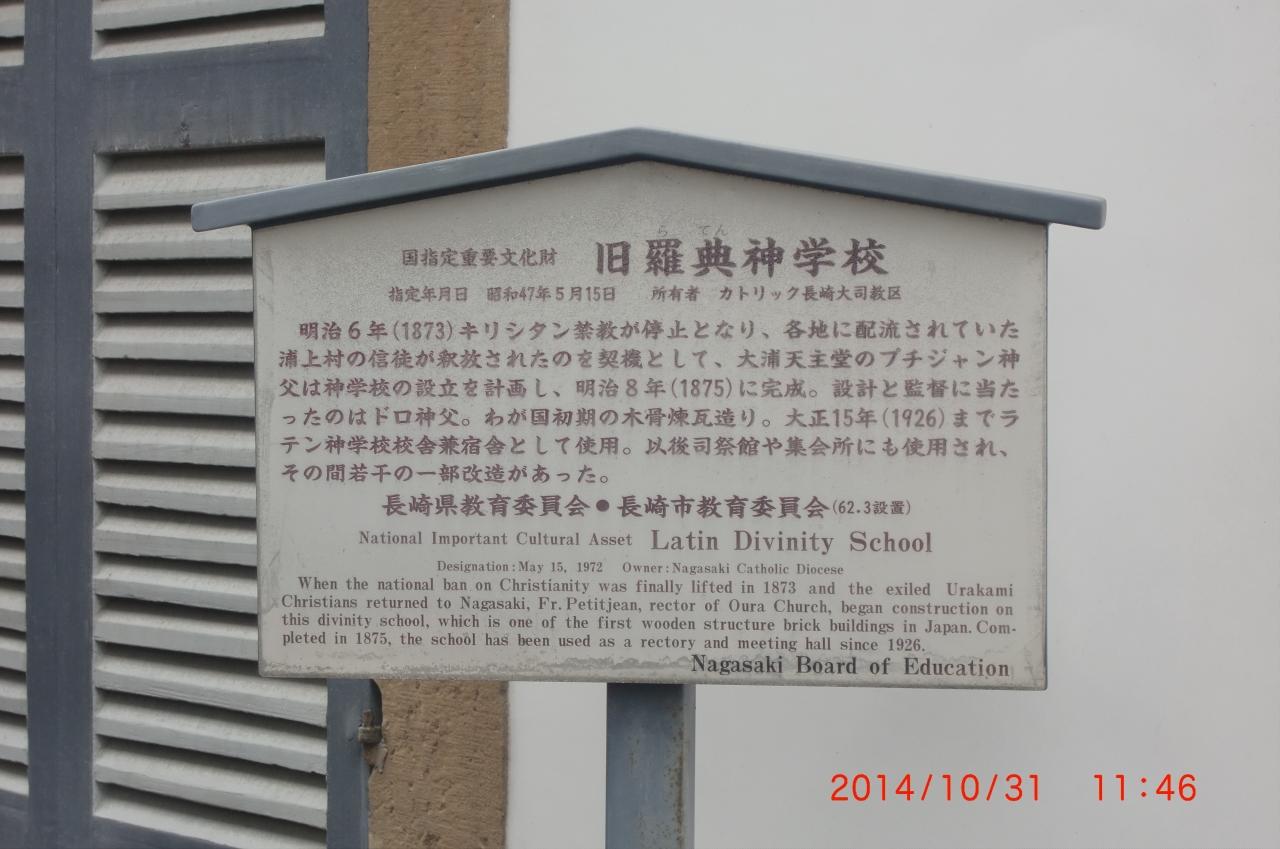 らてん
国指定重要文化財 旧羅典神学校
指定年月日 昭和47年5月15日 所有者 カトリック長崎大司教区
明治6年(1873)キリシタン禁教が停止となり、各地に配流されていた
浦上村の信徒が釈放されたのを契機として、大浦天主堂のプチジャン神
父は神学校の設立を計画し、明治8年(1875)に完成。設計と監督に当た
ったのはドロ神父。わが国初期の木骨煉瓦造り。大正15年(1926)までラ
テン神学校校舎兼宿舎として使用。以後司祭館や集会所にも使用され、
その間若干の一部改造があった。
長崎県教育委員会●長崎市教育委員会(62.3設置)
National Important Cultural Asset Latin Divinity School
Designation:May 15, 1972 Owner:Nagasaki Catholic Diocese
When the national ban on Christianity was finally lifted in 1873 and the exiled Urakami
Christians returned to Nagasaki, Fr.Petitjean, rector of Oura Church, began construction on
this divinity school, which is one of the first wooden structure brick buildings in Japan. Com-
pleted in 1875, the school has been used as a rectory and meeting hall since 1926.
Nagasaki Board of Education
2014/10/31 11:46